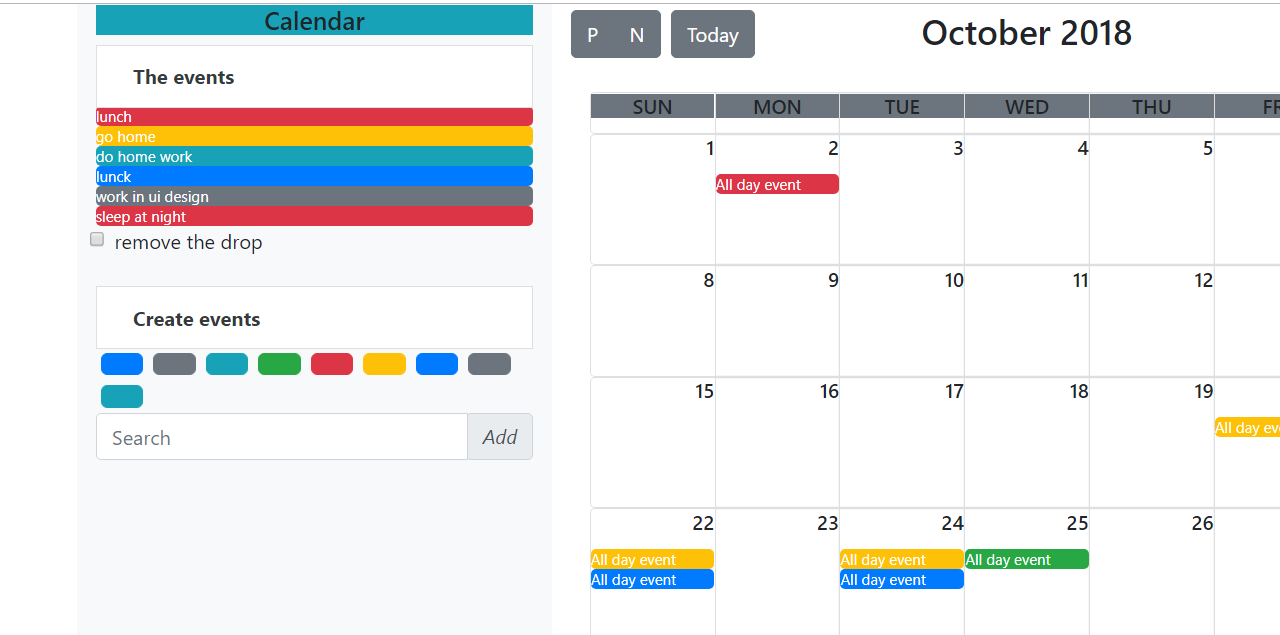 Calendar
The events
lunch
go home
do home work
lunck
work in ui design
sleep at night
remove the drop
Create events
Search Add
P N Today October 2018
SUN MON TUE WED THU
1 2 3 4 5
All day event
8 9 10 11 12
15 16 17 18 19
All day
22 23 24 25 26
All day event All day event All day event
All day event All day event